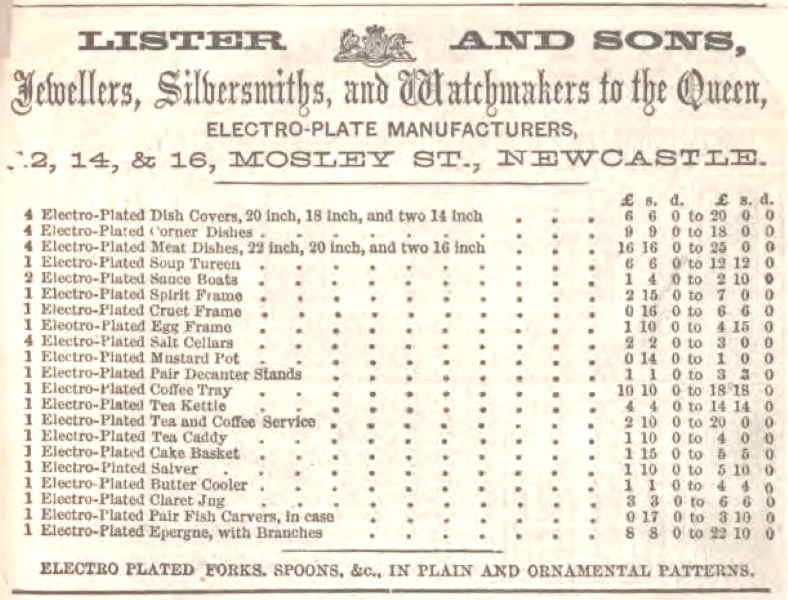 LISTER AND SONS,
Jewellers, Silversmiths, and Watchmakers to the Queen,
ELECTRO-PLATE MANUFACTURERS,
12, 14, & 16, MOSLEY ST., NEWCASTLE.
£ s. d. £ s. d.
4 Electro-Plated Dish Covers, 20 inch, 18 inch, and two 14 inch . . . 6 6 0 to 20 0 0
4 Electro-Plated Corner Dishes . . . . . . . . . . 9 9 0 to 18 0 0
4 Electro-Plated Meat Dishes, 22 inch, 20 inch, and two 16 inch . . . 16 16 0 to 25 0 0
1 Electro-Plated Soup Tureen . . . . . . . . . . 6 6 0 to 12 12 0
2 Electro-Plated Sauce Boats . . . . . . . . . . 1 4 0 to 2 10 0
1 Electro-Plated Spirit Frame . . . . . . . . . . 2 15 0 to 7 0 0
1 Electro-Plated Cruet Frame . . . . . . . . . . 0 16 0 to 6 6 0
1 Electro-Plated Egg Frame . . . . . . . . . . 1 10 0 to 4 15 0
4 Electro-Plated Salt Cellars . . . . . . . . . . 2 2 0 to 3 0 0
1 Electro-Plated Mustard Pot . . . . . . . . . . 0 14 0 to 1 0 0
1 Electro-Plated Pair Decanter Stands . . . . . . . . 1 1 0 to 3 3 0
1 Electro-Plated Coffee Tray . . . . . . . . . . 10 10 0 to 18 18 0
1 Electro-Plated Tea Kettle . . . . . . . . . . 4 4 0 to 14 14 0
1 Electro-Plated Tea and Coffee Service . . . . . . . . 2 10 0 to 20 0 0
1 Electro-Plated Tea Caddy . . . . . . . . . . 1 10 0 to 4 0 0
1 Electro-Plated Cake Basket . . . . . . . . . . 1 15 0 to 5 5 0
1 Electro-Plated Salver . . . . . . . . . . . 1 10 0 to 5 10 0
1 Electro-Plated Butter Cooler . . . . . . . . . . 1 1 0 to 4 4 0
1 Electro-Plated Claret Jug . . . . . . . . . . 3 3 0 to 6 6 0
1 Electro-Plated Pair Fish Carvers, in case . . . . . . . 0 17 0 to 3 10 0
1 Electro-Plated Epergne, with Branches . . . . . . . 8 8 0 to 22 10 0
ELECTRO PLATED FORKS. SPOONS, &c., IN PLAIN AND ORNAMENTAL PATTERNS.